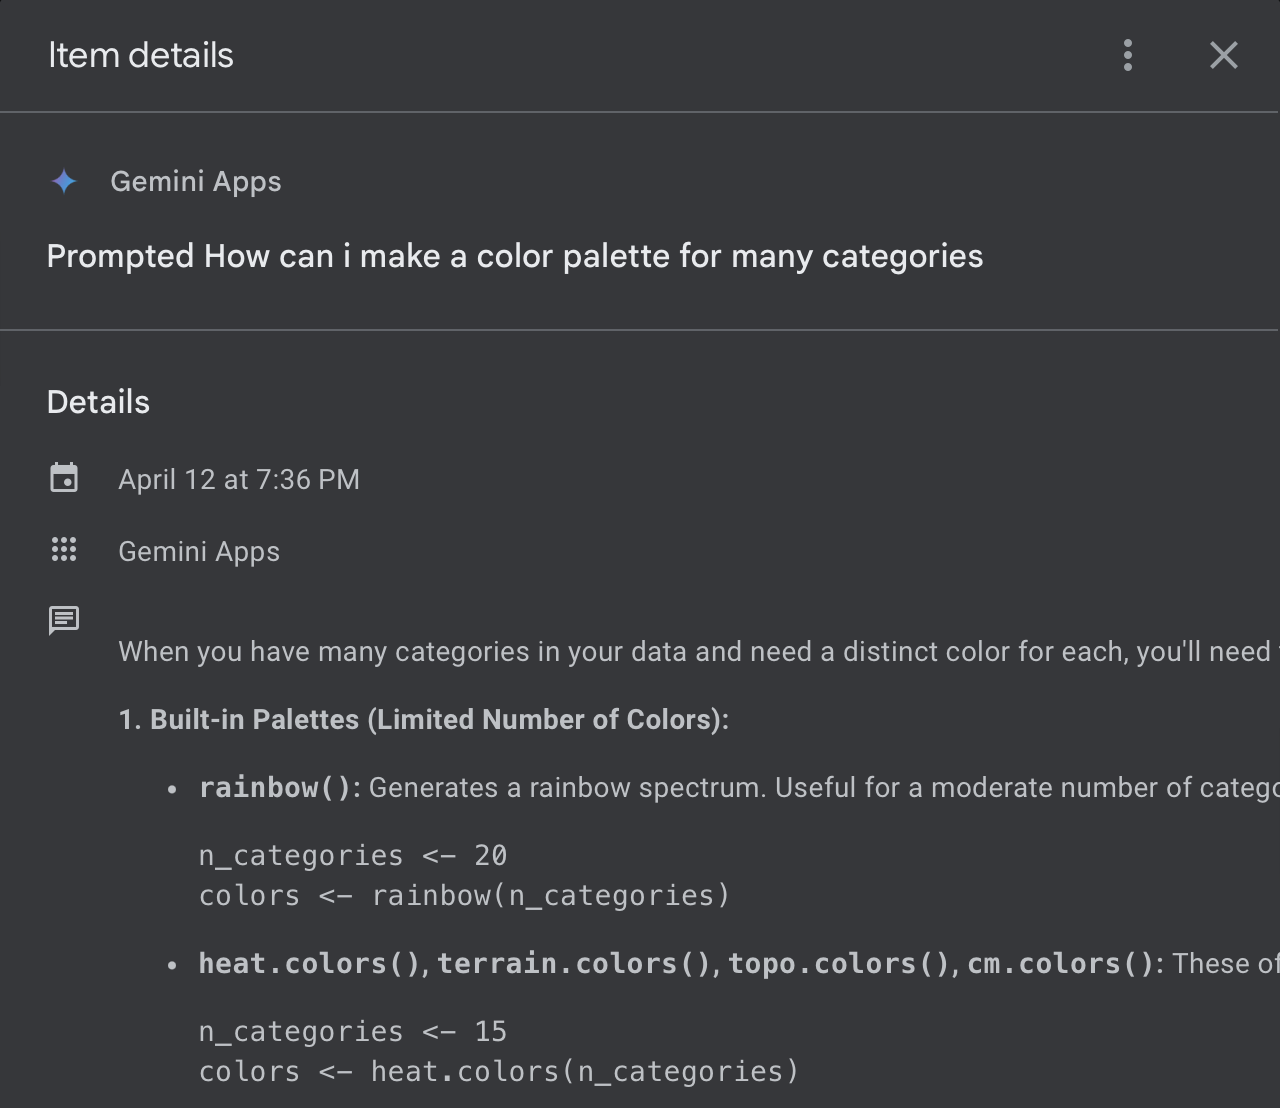 Item details
Gemini Apps
Prompted How can i make a color palette for many categories
Details
April 12 at 7:36 PM
Gemini Apps
When you have many categories in your data and need a distinct color for each, you'll need
1. Built-in Palettes (Limited Number of Colors):
• rainbow(): Generates a rainbow spectrum. Useful for a moderate number of catego
n_categories <- 20
colors <- rainbow(n_categories)
• heat.colors(), terrain.colors(), topo.colors(), cm.colors(): These of
n_categories <- 15
colors <- heat.colors(n_categories)